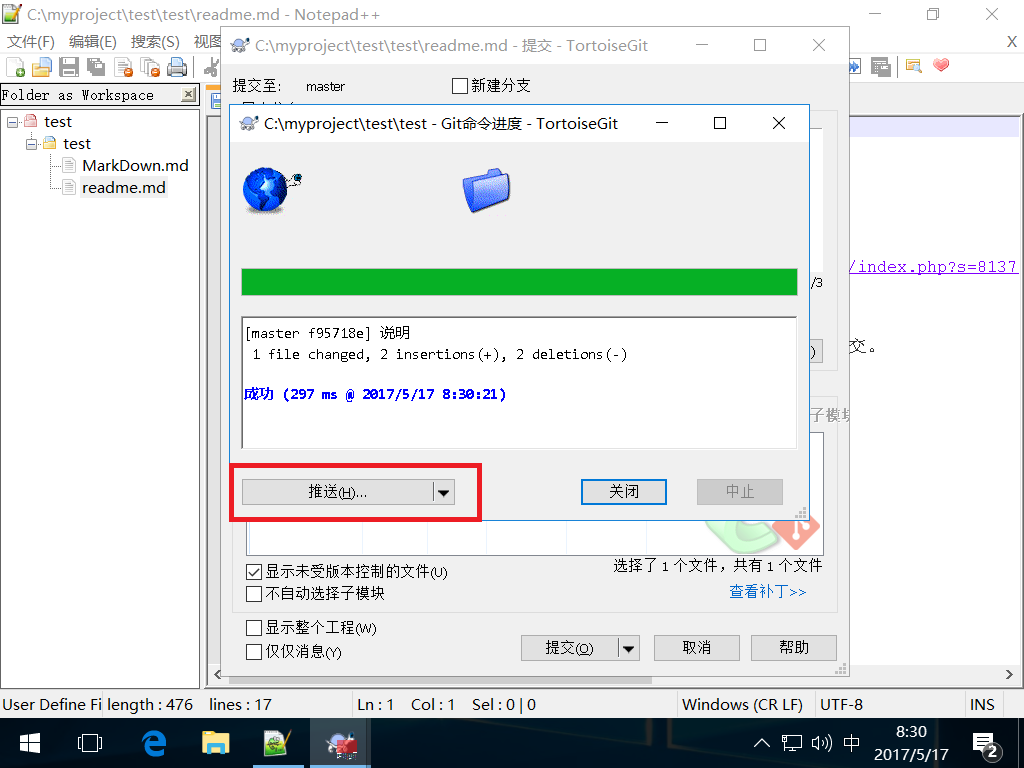 C:\myproject\test\test\readme.md - Notepad++
文件(F) 编辑(E) 搜索(S) 视图
X
C:\myproject\test\test\readme.md - 提交 - TortoiseGit
提交至: master
新建分支
Folder as Workspace
test
test
MarkDown.md
readme.md
C:\myproject\test\test - Git命令进度 - TortoiseGit
/index.php?s=8137
/3
交。
[master f95718e] 说明
1 file changed, 2 insertions(+), 2 deletions(-)
成功 (297 ms @ 2017/5/17 8:30:21)
子模块
推送(H)...
关闭
中止
选择了 1 个文件，共有 1 个文件
显示未受版本控制的文件(U)
查看补丁>>
不自动选择子模块
显示整个工程(W)
仅仅消息(Y)
提交(O)
取消
帮助
User Define Fi
length : 476 lines : 17
Ln : 1 Col : 1 Sel : 0 | 0
Windows (CR LF)
UTF-8
INS
中
8:30
2017/5/17
2